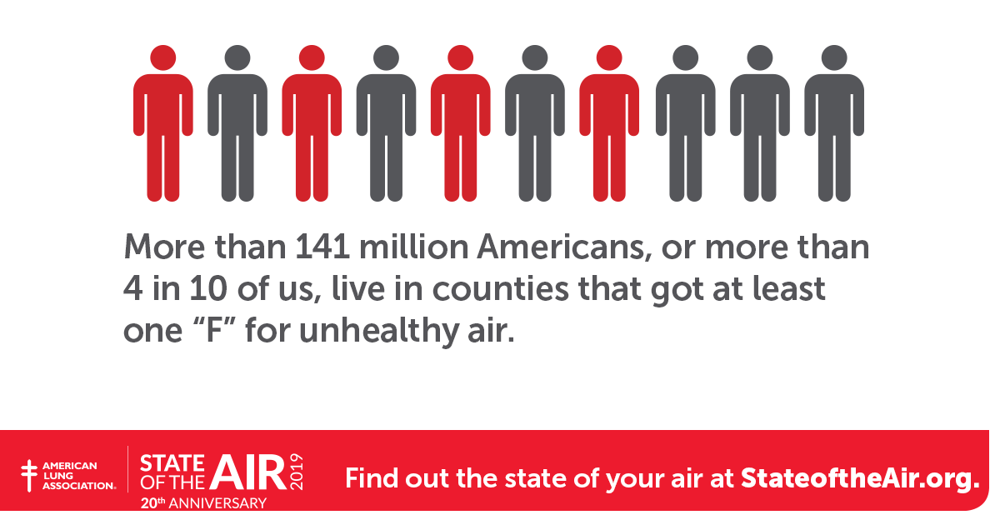 More than 141 million Americans, or more than
4 in 10 of us, live in counties that got at least
one “F” for unhealthy air.
AMERICAN
LUNG
ASSOCIATION®
STATE
OF THE
AIR
2019
20th ANNIVERSARY
Find out the state of your air at StateoftheAir.org.